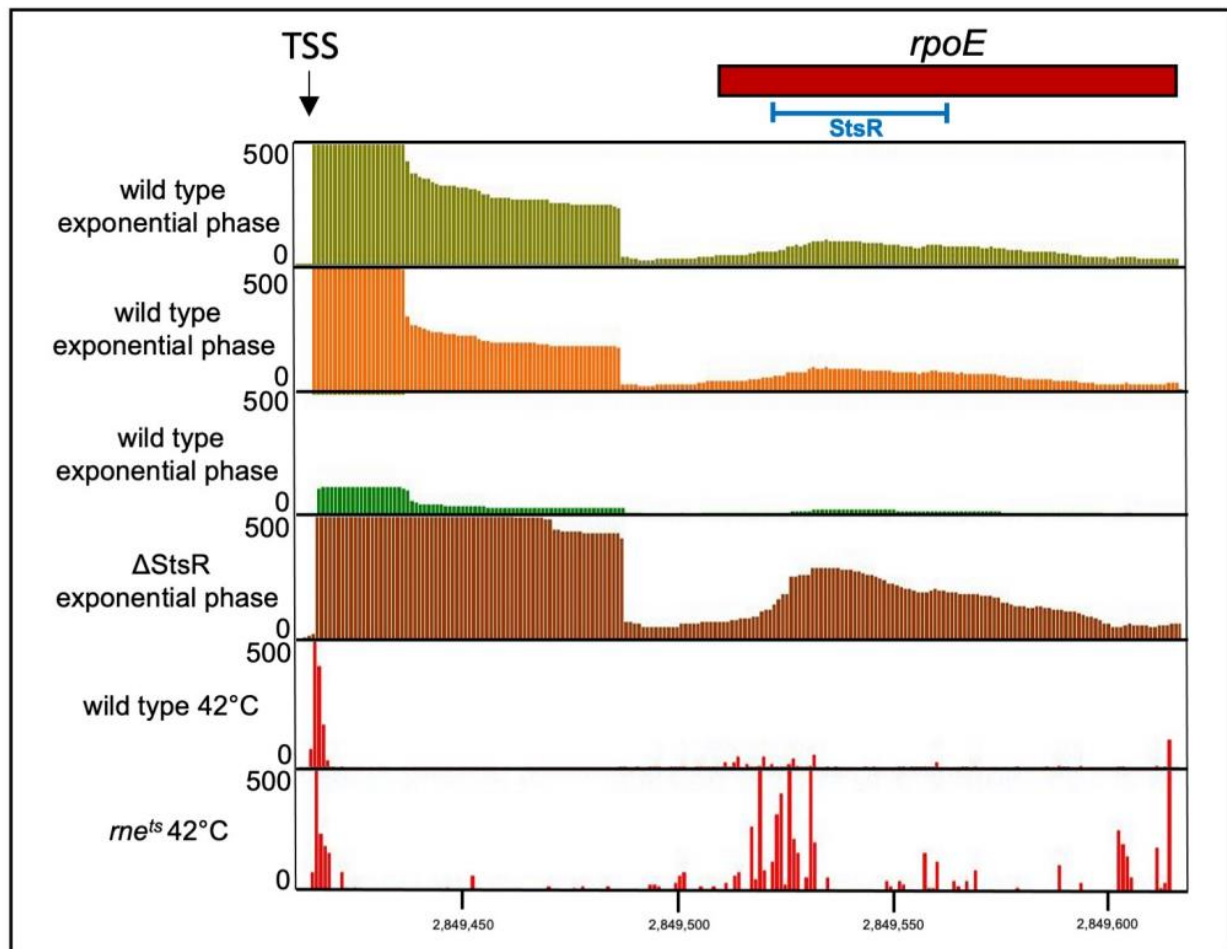 TSS
rpoE
StsR
500
wild type
exponential phase
0
500
wild type
exponential phase
0
500
wild type
exponential phase
0
500
ΔStsR
exponential phase
0
500
wild type 42°C
0
500
rne^ts 42°C
0
2,849,450 2,849,500 2,849,550 2,849,600